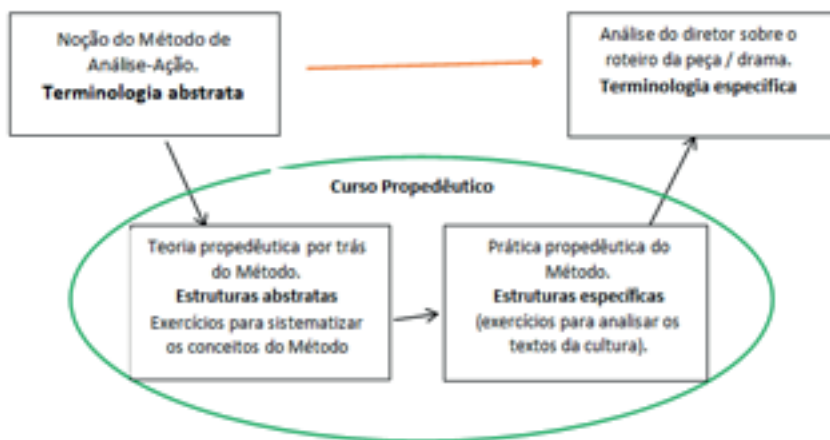 Noção do Método de
Análise-Ação.
Terminologia abstrata
Análise do diretor sobre o
roteiro da peça / drama.
Terminologia específica
Curso Propedêutico
Teoria propedêutica por trás
do Método.
Estruturas abstratas
Exercícios para sistematizar
os conceitos do Método
Prática propedêutica do
Método.
Estruturas específicas
(exercícios para analisar os
textos da cultura).